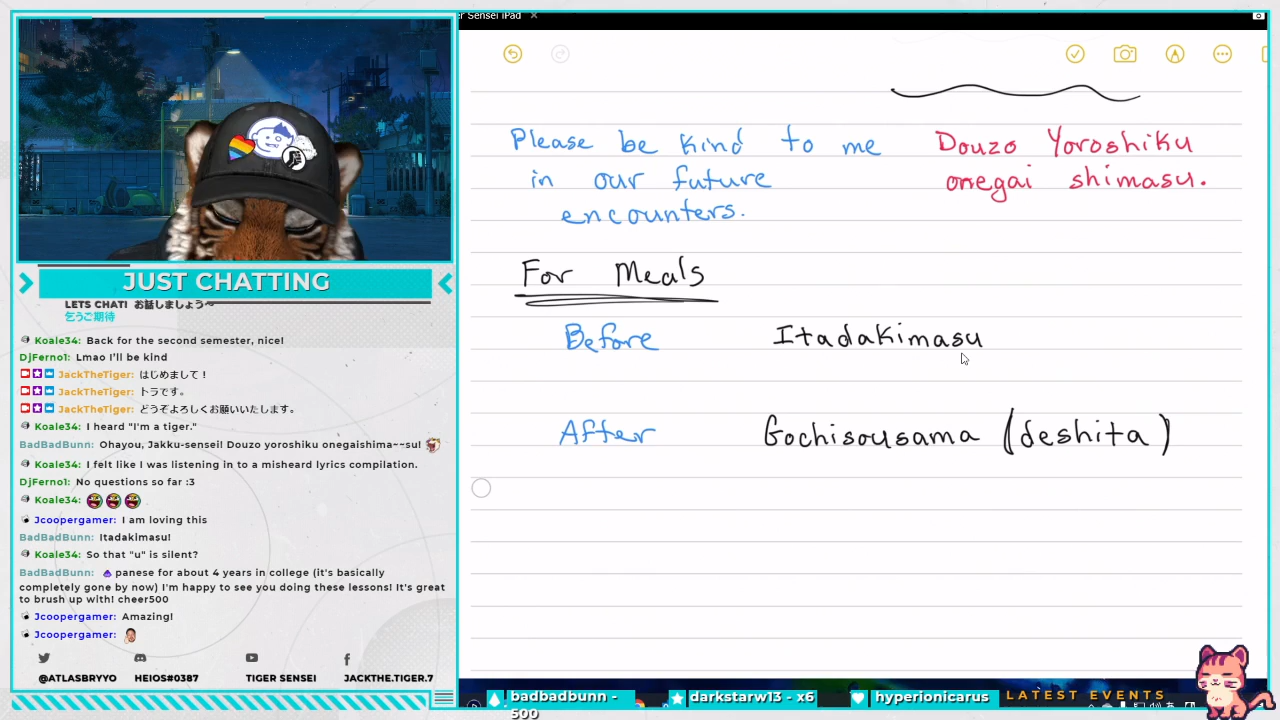 er Sensei iPad ×
Please be kind to me
in our future
encounters.
Douzo Yoroshiku
onegai shimasu.
For Meals
Before Itadakimasu
After Gochisousama (deshita)
JUST CHATTING
LETS CHAT! お話しましょう〜
乞うご期待
Koale34: Back for the second semester, nice!
DjFerno1: Lmao I'll be kind
JackTheTiger: はじめまして！
JackTheTiger: トラです。
JackTheTiger: どうぞよろしくお願いいたします。
Koale34: I heard "I'm a tiger."
BadBadBunn: Ohayou, Jakku-sensei! Douzo yoroshiku onegaishima~~su!
Koale34: I felt like I was listening in to a misheard lyrics compilation.
DjFerno1: No questions so far :3
Koale34:
Jcoopergamer: I am loving this
BadBadBunn: Itadakimasu!
Koale34: So that "u" is silent?
BadBadBunn: panese for about 4 years in college (it's basically
completely gone by now) I'm happy to see you doing these lessons! It's great
to brush up with! cheer500
Jcoopergamer: Amazing!
Jcoopergamer:
@ATLASBRYYO HEIOS#0387 TIGER SENSEI JACKTHE.TIGER.7
badbadbunn -
500
darkstarw13 - x6
hyperionicarus
LATEST EVENTS